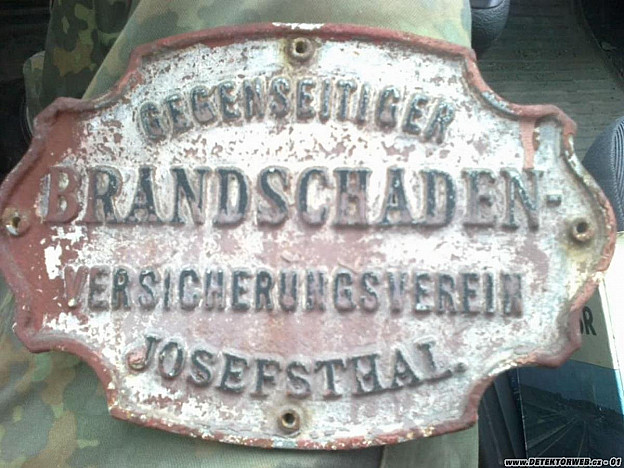 GEGENSEITIGER
BRANDSCHADEN-
VERSICHERUNGSVEREIN
JOSEFSTHAL.
www.DETEKTORWEB.cz - 01